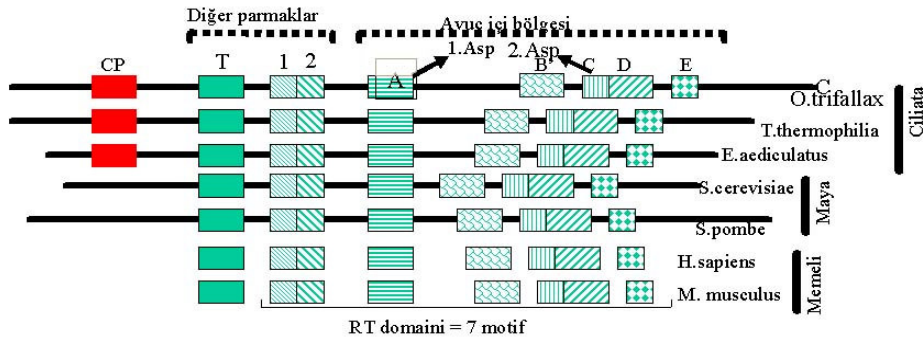 Diğer parmaklar
Avuç içi bölgesi
1.Asp 2.Asp
CP T 1 2 A B' C D E
C
O.trifallax
T.thermophilia
E.aediculatus
S.cerevisiae
S.pombe
H.sapiens
M. musculus
Ciliata
Maya
Memeli
RT domaini = 7 motif